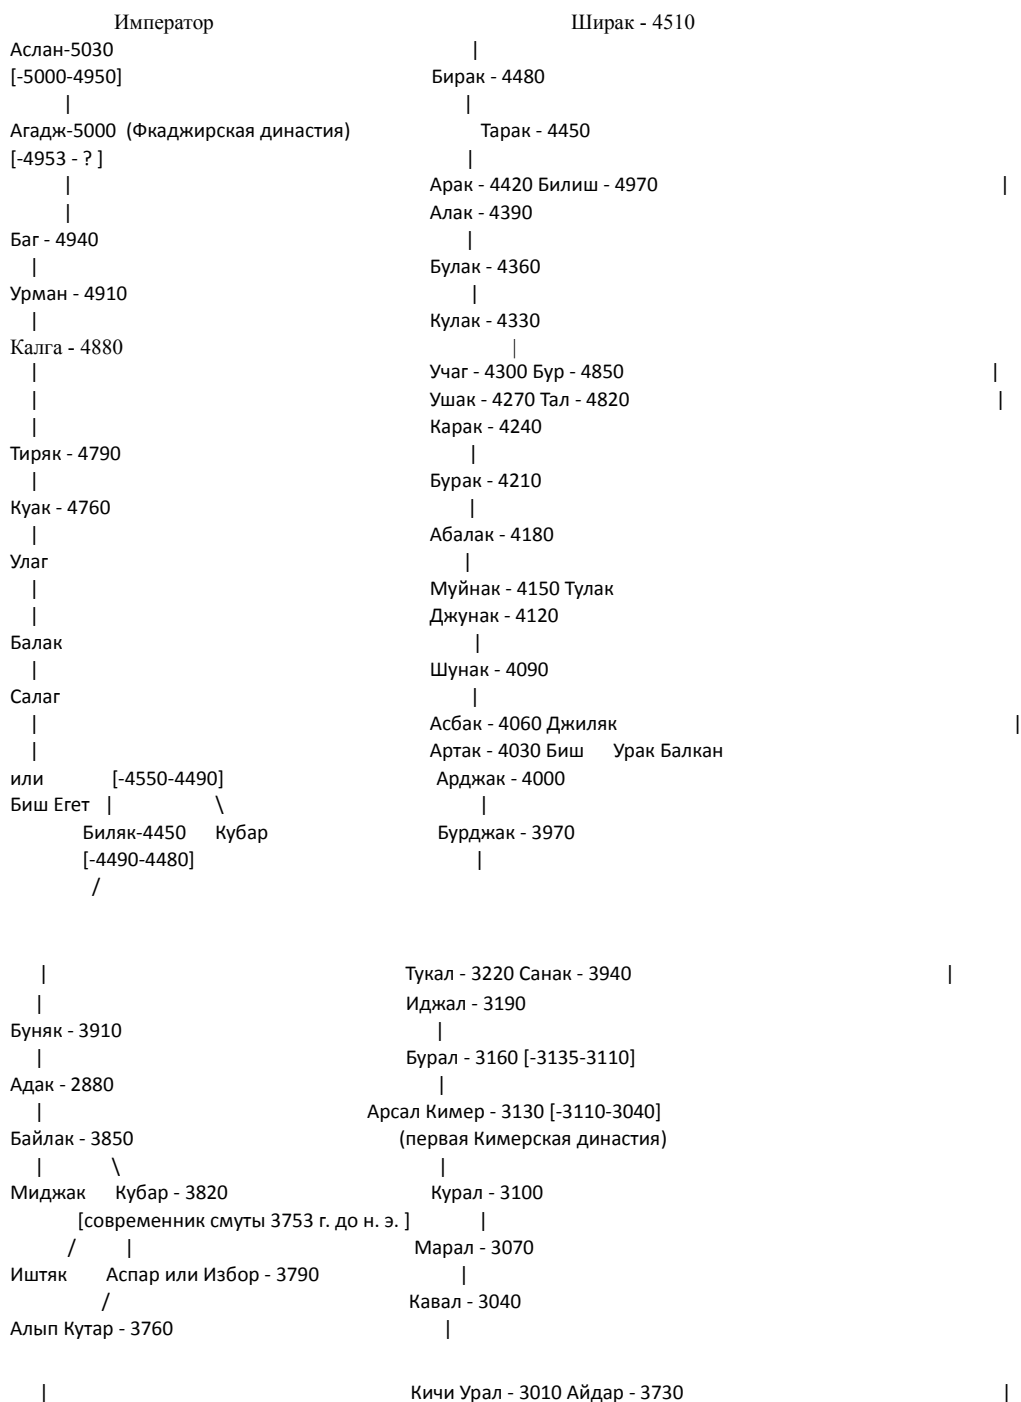 Император Ширак - 4510
Аслан-5030 |
[-5000-4950] Бирак - 4480
| |
Агадж-5000 (Фкаджирская династия) Тарак - 4450
[-4953 - ? ] |
| Арак - 4420 Билиш - 4970 |
| Алак - 4390
Баг - 4940 |
| Булак - 4360
Урман - 4910 |
| Кулак - 4330
Калга - 4880 |
| Учаг - 4300 Бур - 4850 |
| Ушак - 4270 Тал - 4820 |
| Карак - 4240
Тиряк - 4790 |
| Бурак - 4210
Куак - 4760 |
| Абалак - 4180
Улаг |
| Муйнак - 4150 Тулак
| Джунак - 4120
Балак |
| Шунак - 4090
Салаг |
| Асбак - 4060 Джиляк |
| Артак - 4030 Биш Урак Балкан
или [-4550-4490] Арджак - 4000
Биш Егет | \ |
Биляк-4450 Кубар Бурджак - 3970
[-4490-4480] |
/
| Тукал - 3220 Санак - 3940 |
| Иджал - 3190
Буняк - 3910 |
| Бурал - 3160 [-3135-3110]
Адак - 2880 |
| Арсал Кимер - 3130 [-3110-3040]
Байлак - 3850 (первая Кимерская династия)
| \ |
Миджак Кубар - 3820 Курал - 3100
[современник смуты 3753 г. до н. э. ] |
/ | Марал - 3070
Иштяк Аспар или Избор - 3790 |
/ Кавал - 3040
Алып Кутар - 3760 |
| Кичи Урал - 3010 Айдар - 3730 |